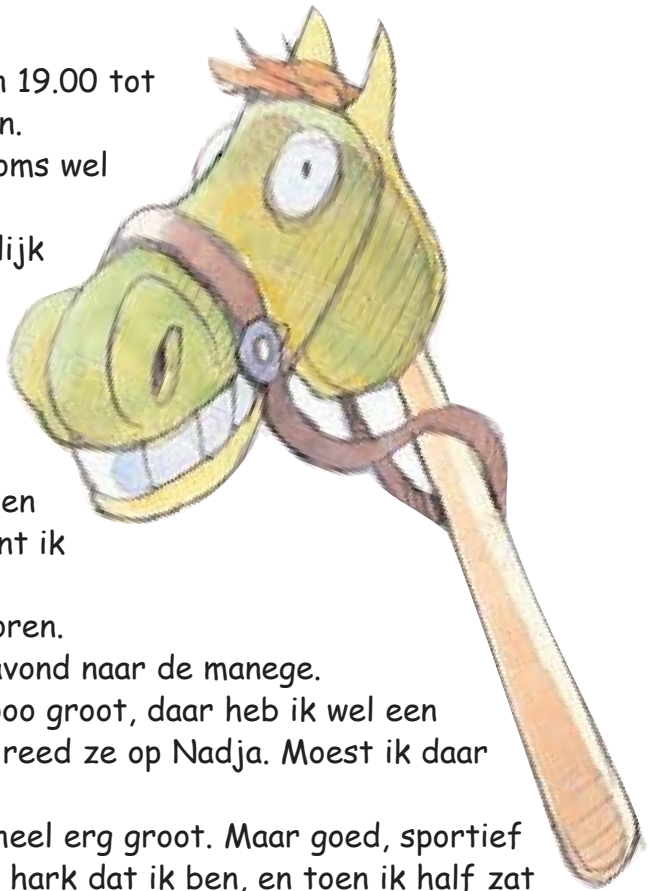 n 19.00 tot
n.
oms wel
lijk
en
nt ik
oren.
avond naar de manege.
ooo groot, daar heb ik wel een
reed ze op Nadja. Moest ik daar
heel erg groot. Maar goed, sportief
hark dat ik ben, en toen ik half zat